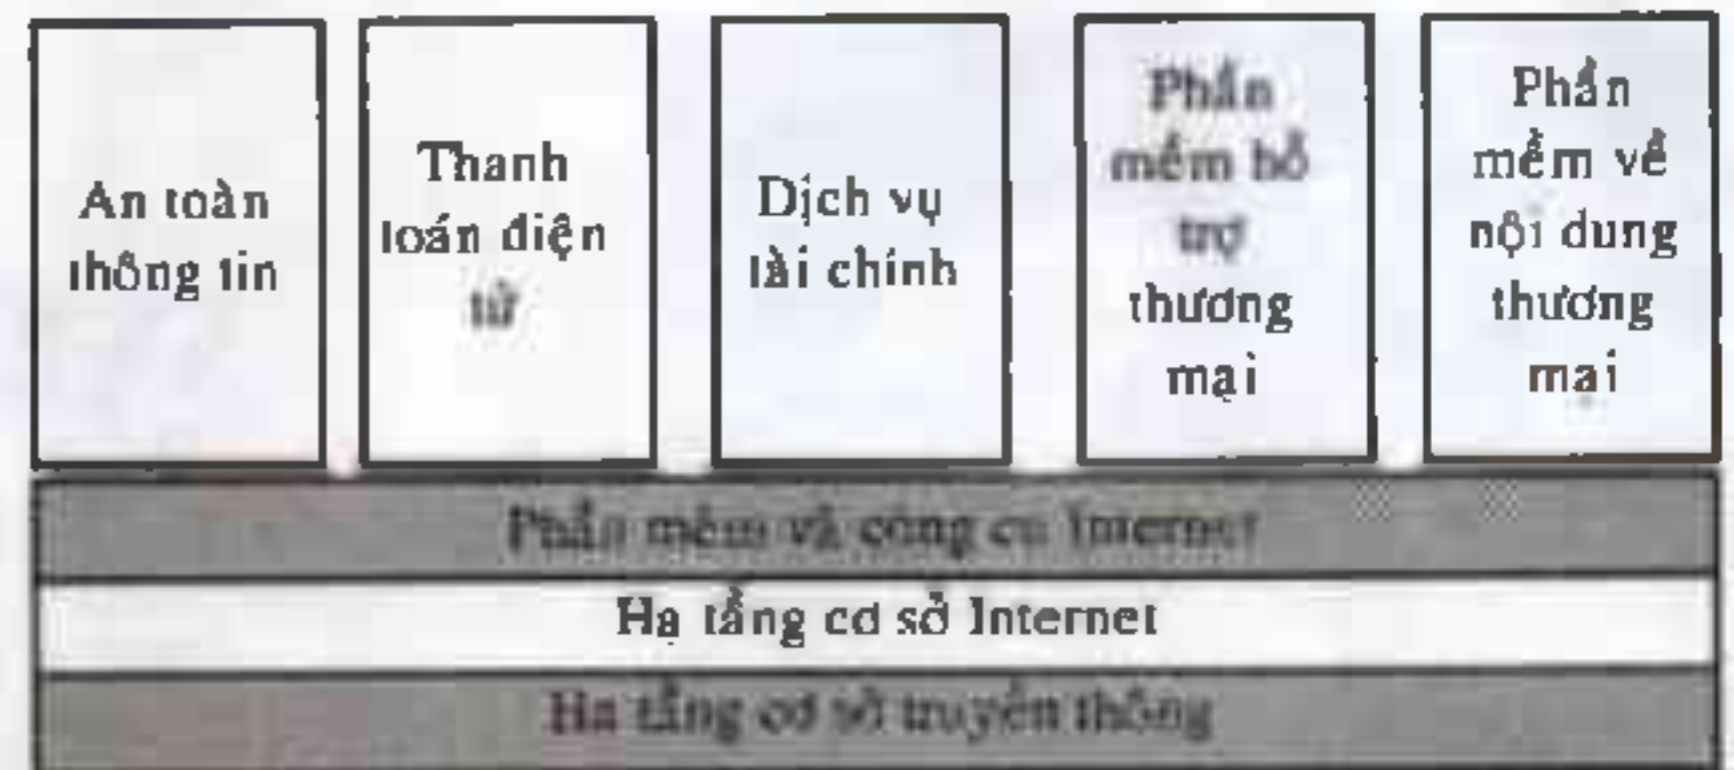 An toàn
thông tin
Thanh
toán điện
tử
Dịch vụ
tài chính
Phần
mềm hỗ
trợ
thương
mại
Phần
mềm về
nội dung
thương
mại
Phần mềm và công cụ Internet
Hạ tầng cơ sở Internet
Hạ tầng cơ sở truyền thông